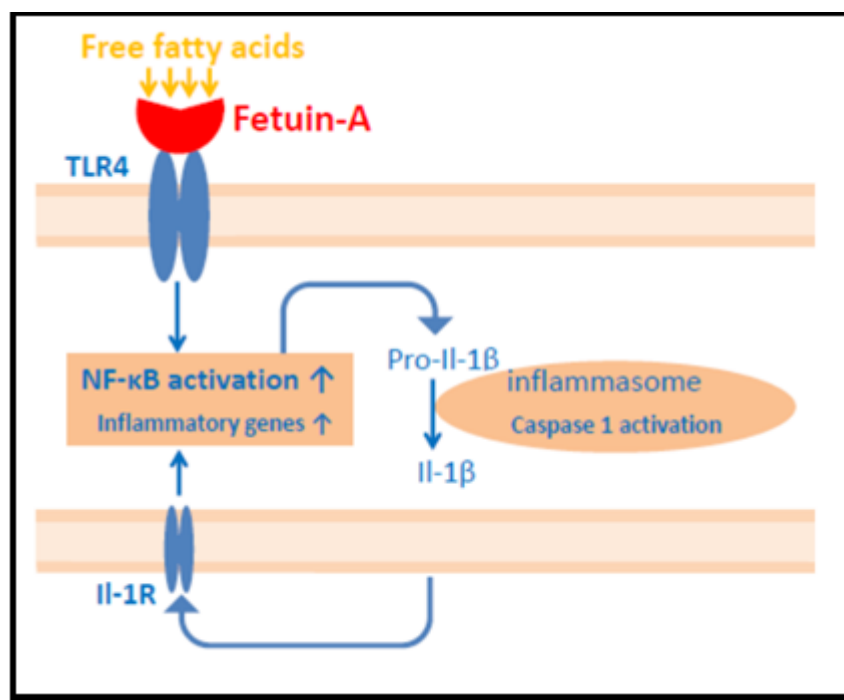 Free fatty acids
Fetuin-A
TLR4
NF-κB activation ↑
Inflammatory genes ↑
Pro-Il-1β
inflammasome
Caspase 1 activation
Il-1β
Il-1R